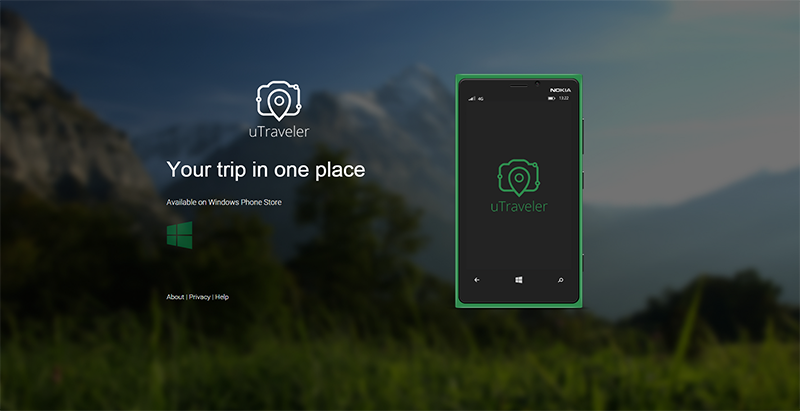 uTraveler
Your trip in one place
Available on Windows Phone Store
About | Privacy | Help
NOKIA
4G 13:22
uTraveler